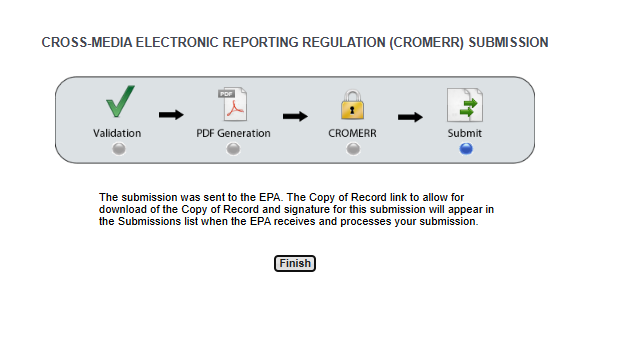 CROSS-MEDIA ELECTRONIC REPORTING REGULATION (CROMERR) SUBMISSION
PDF
Validation
PDF Generation
CROMERR
Submit
The submission was sent to the EPA. The Copy of Record link to allow for
download of the Copy of Record and signature for this submission will appear in
the Submissions list when the EPA receives and processes your submission.
Finish